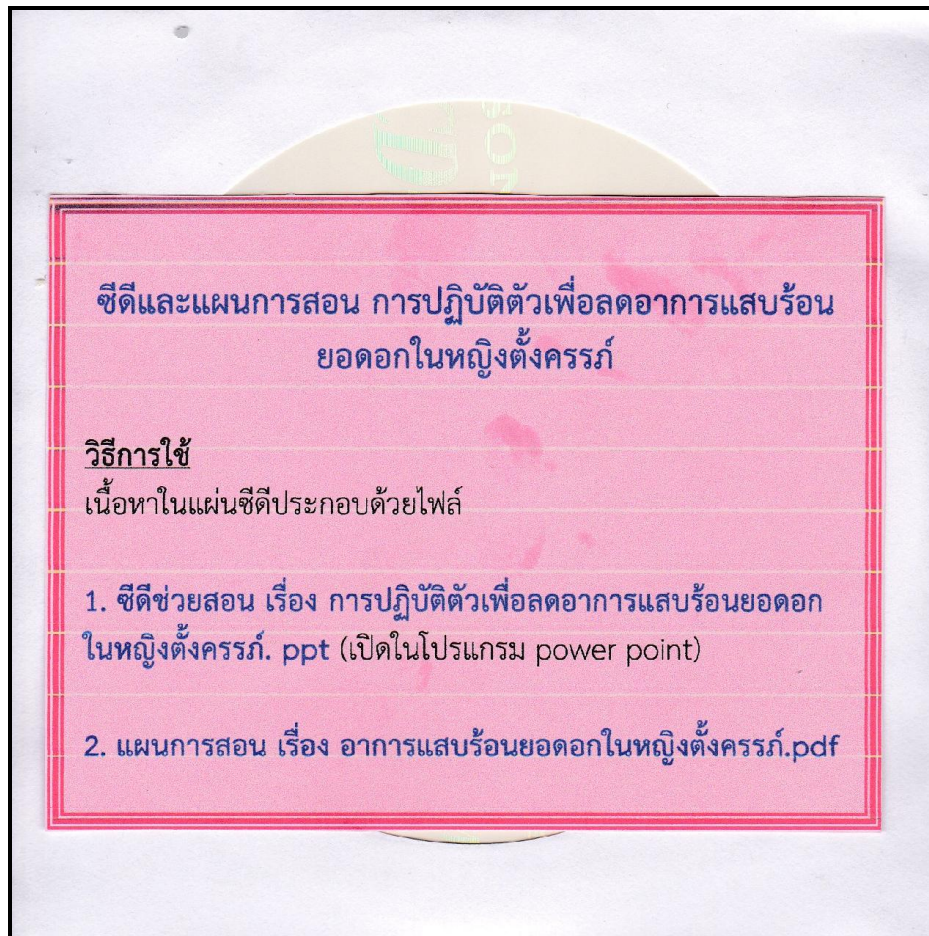 ซีดีและแผนการสอน การปฏิบัติตัวเพื่อลดอาการแสบร้อน
ยอดอกในหญิงตั้งครรภ์
วิธีการใช้
เนื้อหาในแผ่นซีดีประกอบด้วยไฟล์
1. ซีดีช่วยสอน เรื่อง การปฏิบัติตัวเพื่อลดอาการแสบร้อนยอดอก
ในหญิงตั้งครรภ์. ppt (เปิดในโปรแกรม power point)
2. แผนการสอน เรื่อง อาการแสบร้อนยอดอกในหญิงตั้งครรภ์.pdf